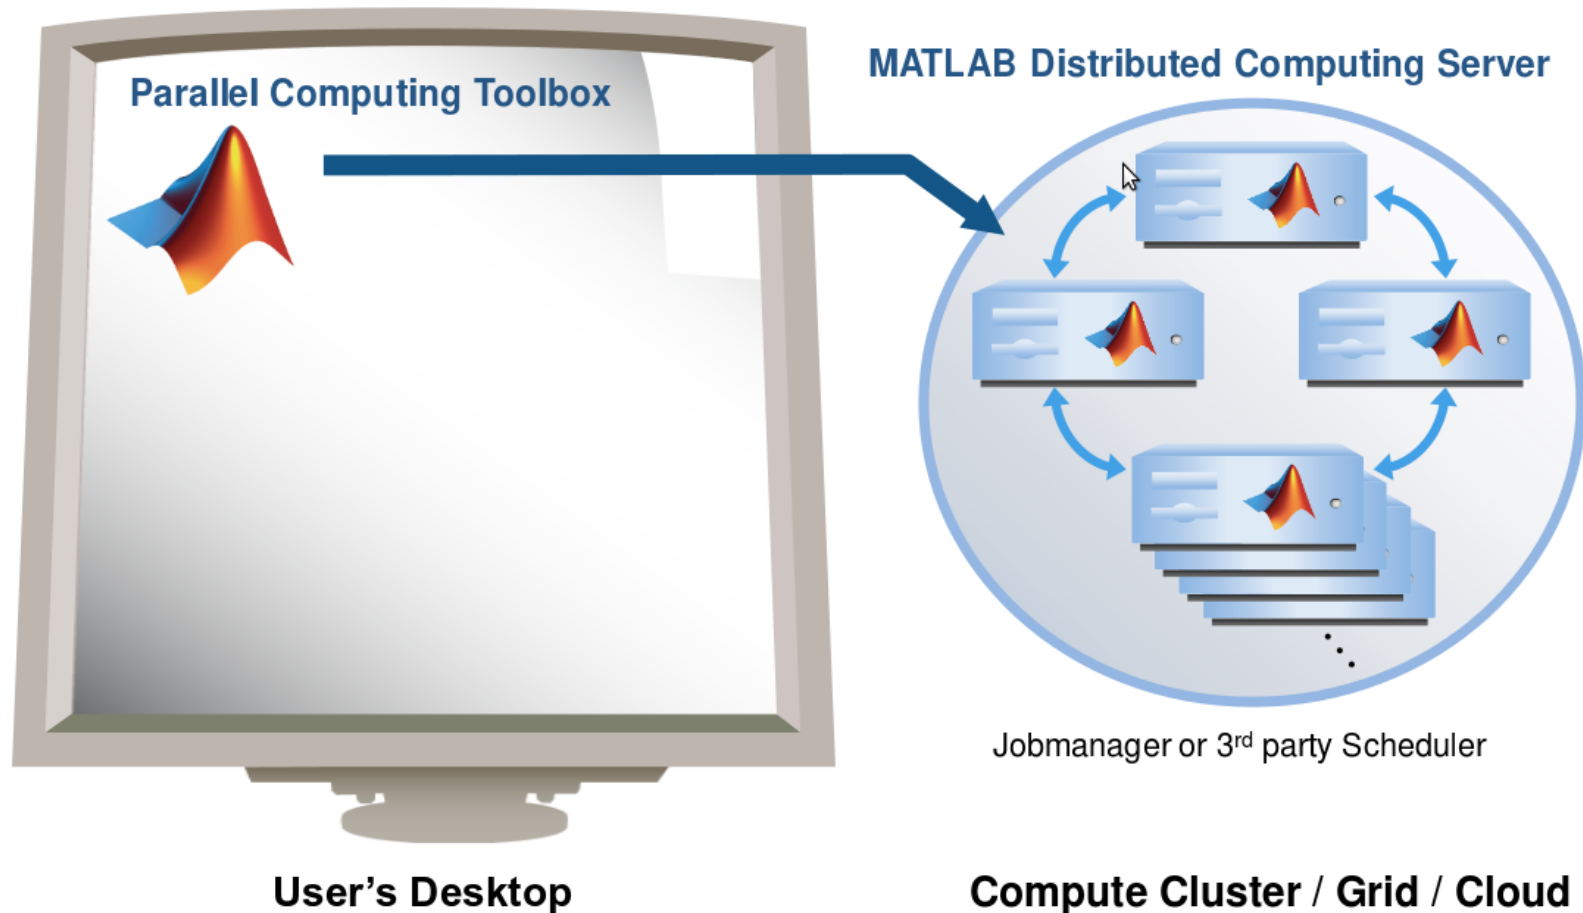 Parallel Computing Toolbox
MATLAB Distributed Computing Server
Jobmanager or 3rd party Scheduler
User’s Desktop
Compute Cluster / Grid / Cloud